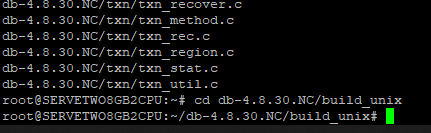 db-4.8.30.NC/txn/txn_recover.c
db-4.8.30.NC/txn/txn_method.c
db-4.8.30.NC/txn/txn_rec.c
db-4.8.30.NC/txn/txn_region.c
db-4.8.30.NC/txn/txn_stat.c
db-4.8.30.NC/txn/txn_util.c
root@SERVETWO8GB2CPU:~# cd db-4.8.30.NC/build_unix
root@SERVETWO8GB2CPU:~/db-4.8.30.NC/build_unix#